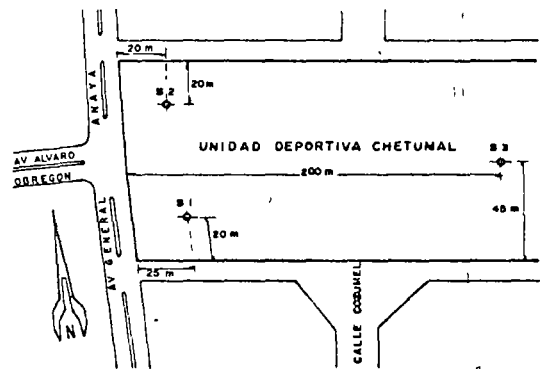 20 m
20 m
S 2
ANAYA
UNIDAD DEPORTIVA CHETUNAL
S 3
AV ALVARO
OBREGON
200 m
S 1
45 m
20 m
AV GENERAL
25 m
CALLE COZUMEL
N